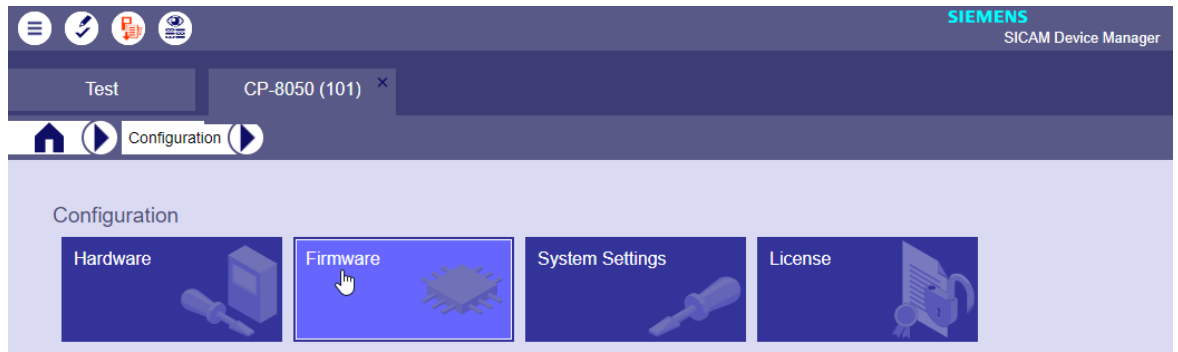 SIEMENS
SICAM Device Manager
Test
CP-8050 (101)
Configuration
Configuration
Hardware
Firmware
System Settings
License